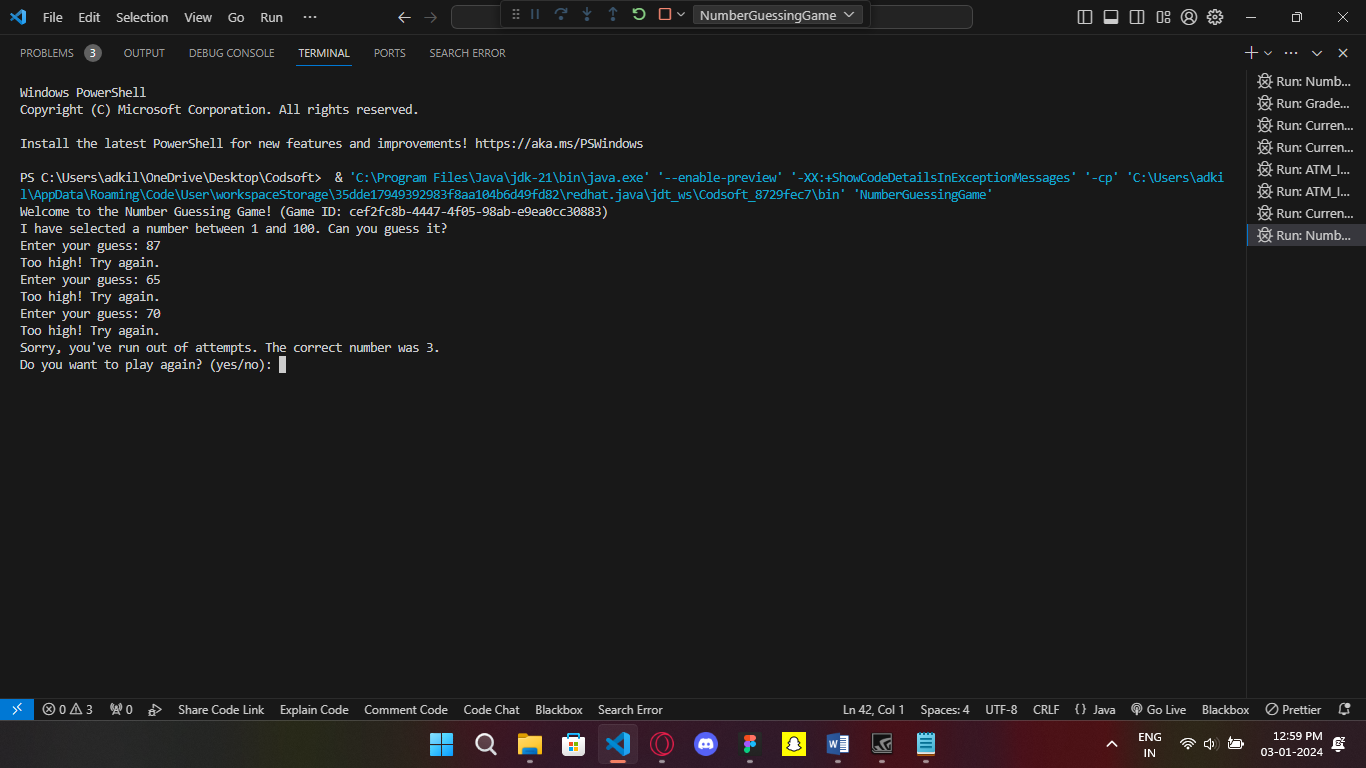 File Edit Selection View Go Run ··· NumberGuessingGame
PROBLEMS 3 OUTPUT DEBUG CONSOLE TERMINAL PORTS SEARCH ERROR
Windows PowerShell
Copyright (C) Microsoft Corporation. All rights reserved.
Install the latest PowerShell for new features and improvements! https://aka.ms/PSWindows
PS C:\Users\adkil\OneDrive\Desktop\Codsoft>  & 'C:\Program Files\Java\jdk-21\bin\java.exe' '--enable-preview' '-XX:+ShowCodeDetailsInExceptionMessages' '-cp' 'C:\Users\adki
l\AppData\Roaming\Code\User\workspaceStorage\35dde17949392983f8aa104b6d49fd82\redhat.java\jdt_ws\Codsoft_8729fec7\bin' 'NumberGuessingGame'
Welcome to the Number Guessing Game! (Game ID: cef2fc8b-4447-4f05-98ab-e9ea0cc30883)
I have selected a number between 1 and 100. Can you guess it?
Enter your guess: 87
Too high! Try again.
Enter your guess: 65
Too high! Try again.
Enter your guess: 70
Too high! Try again.
Sorry, you've run out of attempts. The correct number was 3.
Do you want to play again? (yes/no):
Run: Numb...
Run: Grade...
Run: Curren...
Run: Curren...
Run: ATM_I...
Run: ATM_I...
Run: Curren...
Run: Numb...
0 3 0 Share Code Link Explain Code Comment Code Code Chat Blackbox Search Error Ln 42, Col 1 Spaces: 4 UTF-8 CRLF {} Java Go Live Blackbox Prettier
ENG 12:59 PM
IN 03-01-2024